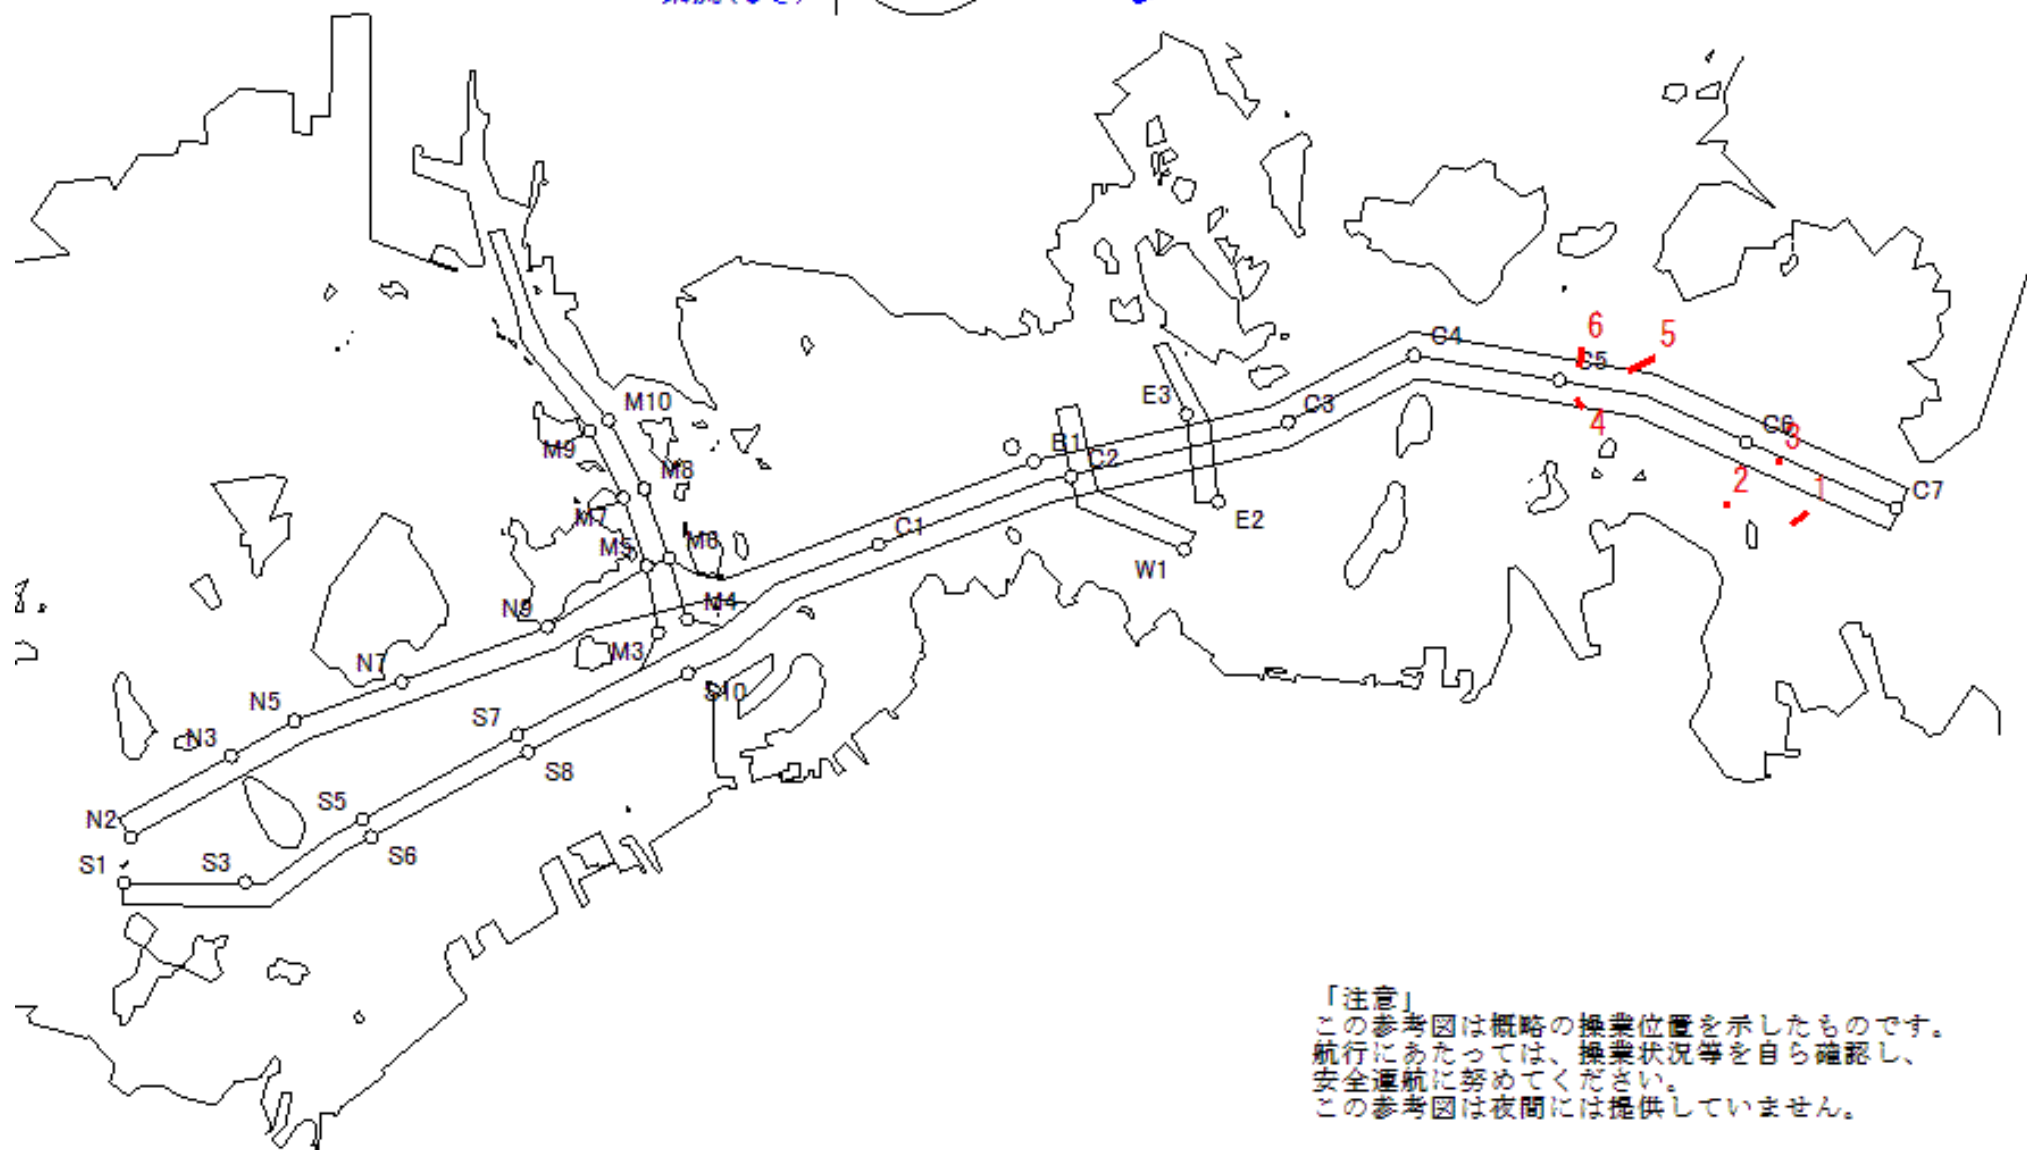 6
5
C4
C5
M10
E3
C3
C6
3
4
M9
B1
C2
M8
2
1
C7
M7
E2
C1
M5
M6
W1
N9
M4
M3
N7
S10
N5
S7
N3
S8
S5
N2
S6
S1
S3
「注意」
この参考図は概略の操業位置を示したものです。
航行にあたっては、操業状況等を自ら確認し、
安全運航に努めてください。
この参考図は夜間には提供していません。